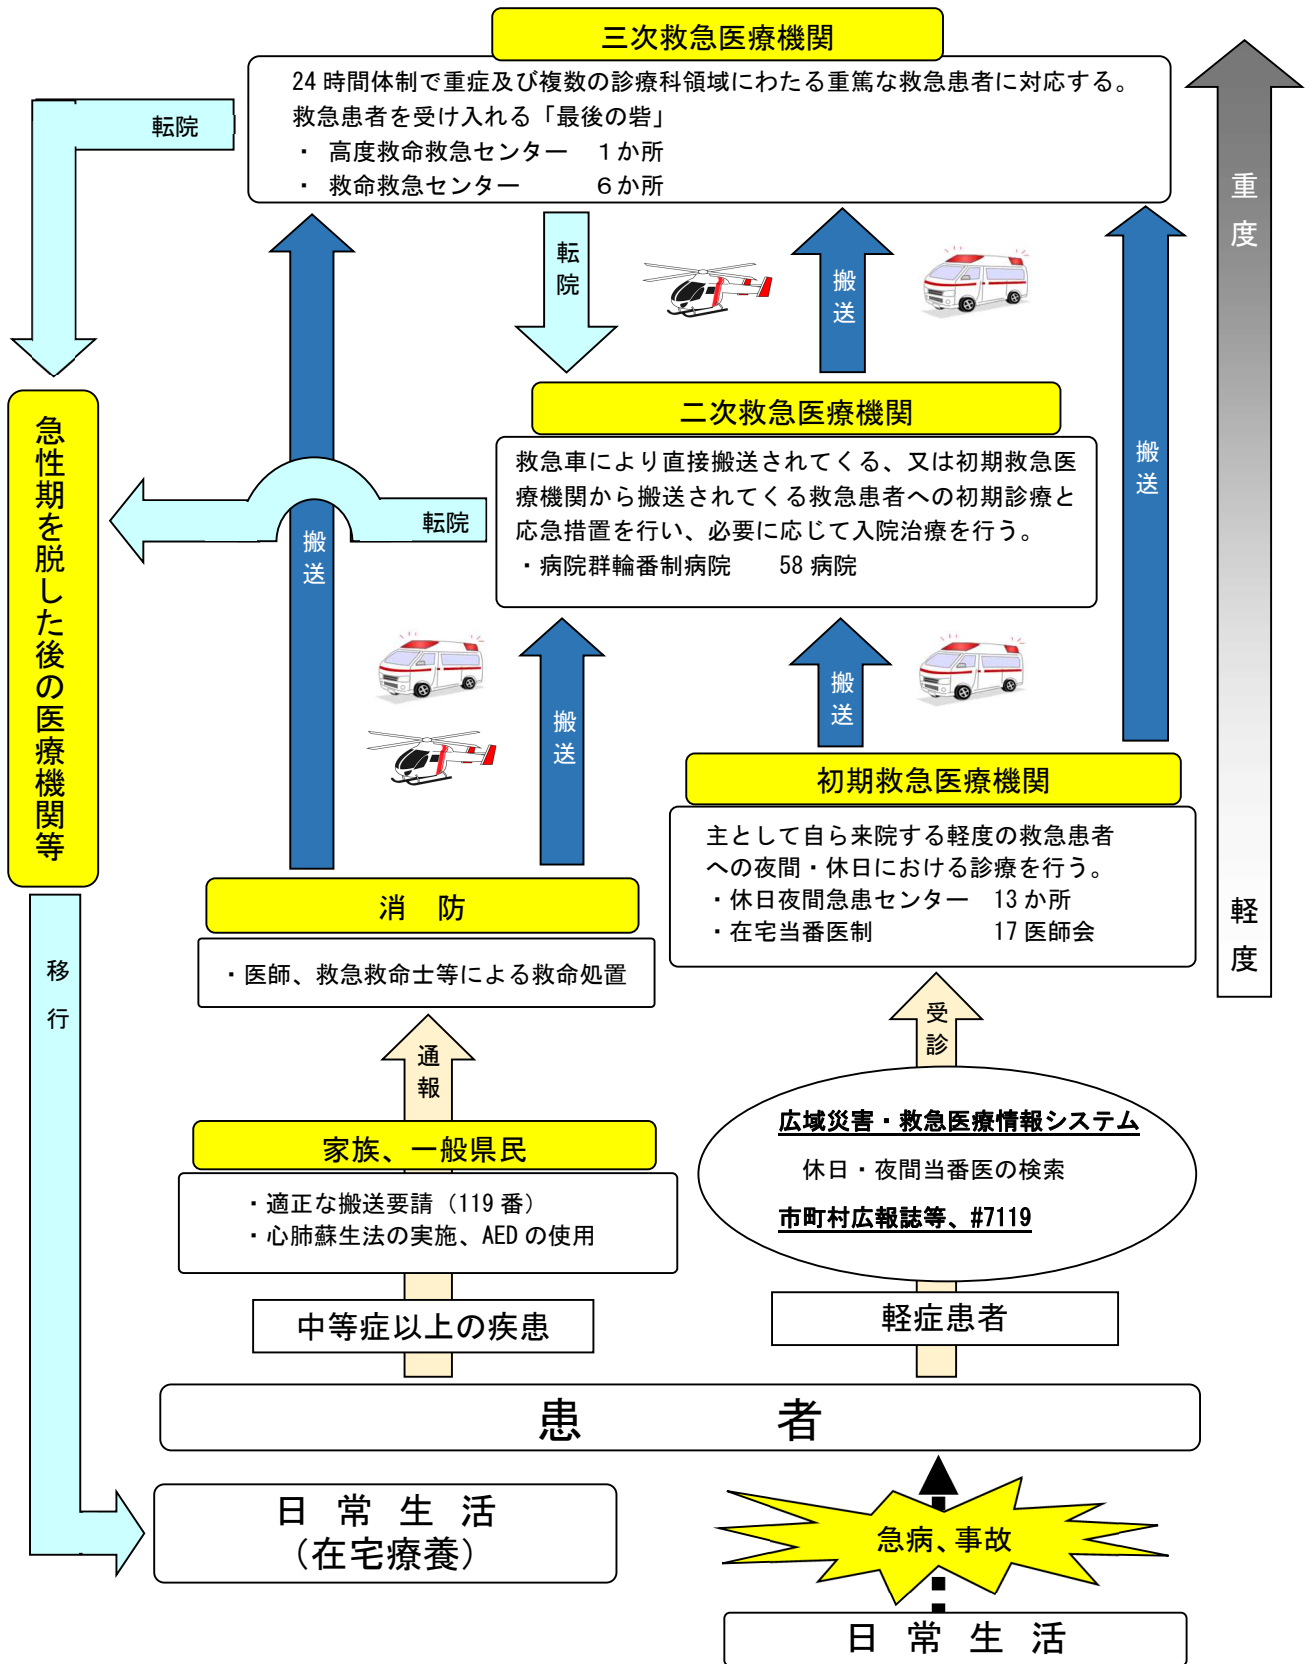 三次救急医療機関
24時間体制で重症及び複数の診療科領域にわたる重篤な救急患者に対応する。
救急患者を受け入れる「最後の砦」
・ 高度救命救急センター 1か所
・ 救命救急センター 6か所
転院
重度
転院
搬送
二次救急医療機関
救急車により直接搬送されてくる、又は初期救急医
療機関から搬送されてくる救急患者への初期診療と
応急措置を行い、必要に応じて入院治療を行う。
・病院群輪番制病院 58病院
搬送
急性期を脱した後の医療機関等
転院
搬送
搬送
搬送
初期救急医療機関
主として自ら来院する軽度の救急患者
への夜間・休日における診療を行う。
・休日夜間急患センター 13か所
・在宅当番医制 17医師会
軽度
消 防
・医師、救急救命士等による救命処置
移行
通報
受診
家族、一般県民
・適正な搬送要請（119番）
・心肺蘇生法の実施、AEDの使用
広域災害・救急医療情報システム
休日・夜間当番医の検索
市町村広報誌等、#7119
中等症以上の疾患
軽症患者
患 者
日 常 生 活
（在宅療養）
急病、事故
日 常 生 活